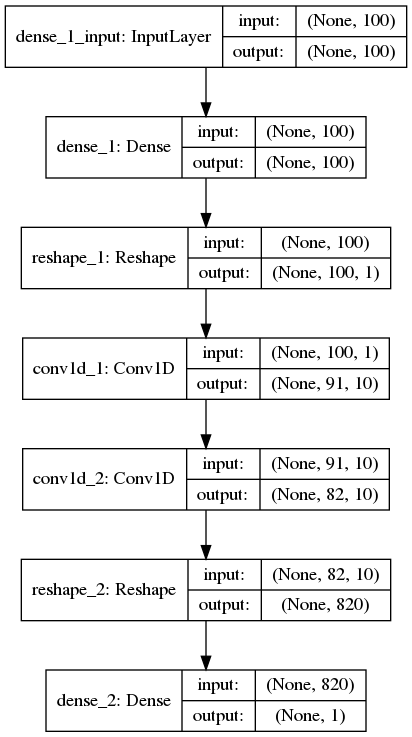 dense_1_input: InputLayer input: (None, 100)
output: (None, 100)
dense_1: Dense input: (None, 100)
output: (None, 100)
reshape_1: Reshape input: (None, 100)
output: (None, 100, 1)
conv1d_1: Conv1D input: (None, 100, 1)
output: (None, 91, 10)
conv1d_2: Conv1D input: (None, 91, 10)
output: (None, 82, 10)
reshape_2: Reshape input: (None, 82, 10)
output: (None, 820)
dense_2: Dense input: (None, 820)
output: (None, 1)